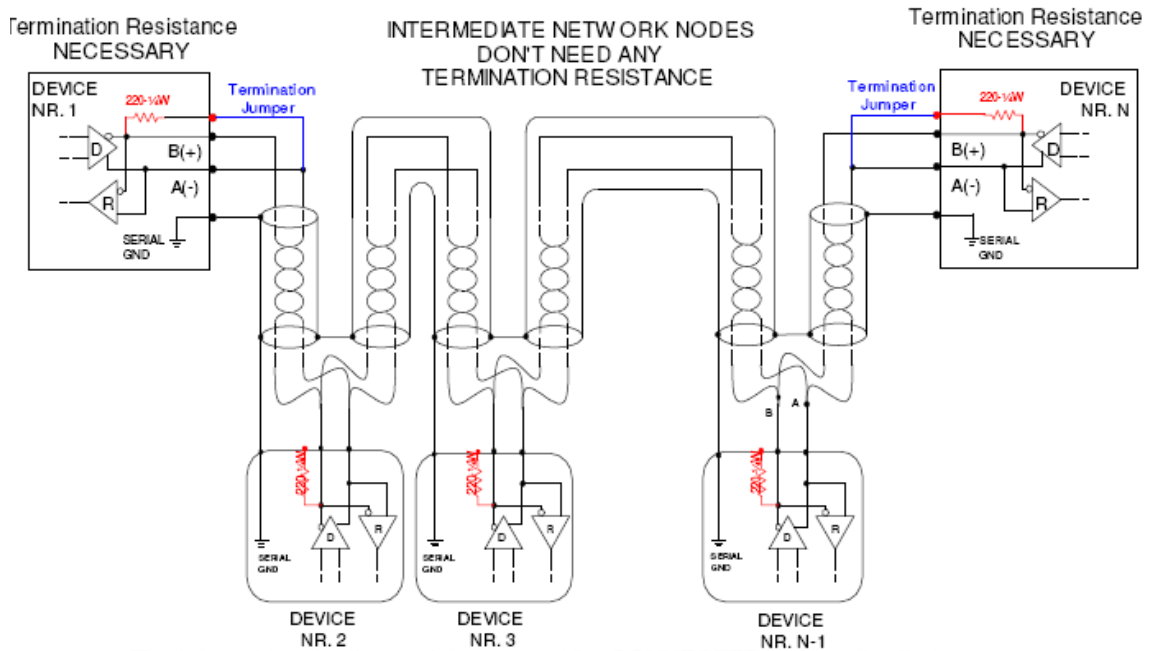 Termination Resistance
NECESSARY
INTERMEDIATE NETWORK NODES
DON'T NEED ANY
TERMINATION RESISTANCE
Termination Resistance
NECESSARY
DEVICE
NR. 1
220-¼W
Termination
Jumper
D
B(+)
A(-)
R
SERIAL
GND
Termination
Jumper
220-¼W
DEVICE
NR. N
B(+)
D
A(-)
R
SERIAL
GND
B
A
220-¼W
D
R
SERIAL
GND
220-¼W
D
R
SERIAL
GND
220-¼W
D
R
SERIAL
GND
DEVICE
NR. 2
DEVICE
NR. 3
DEVICE
NR. N-1